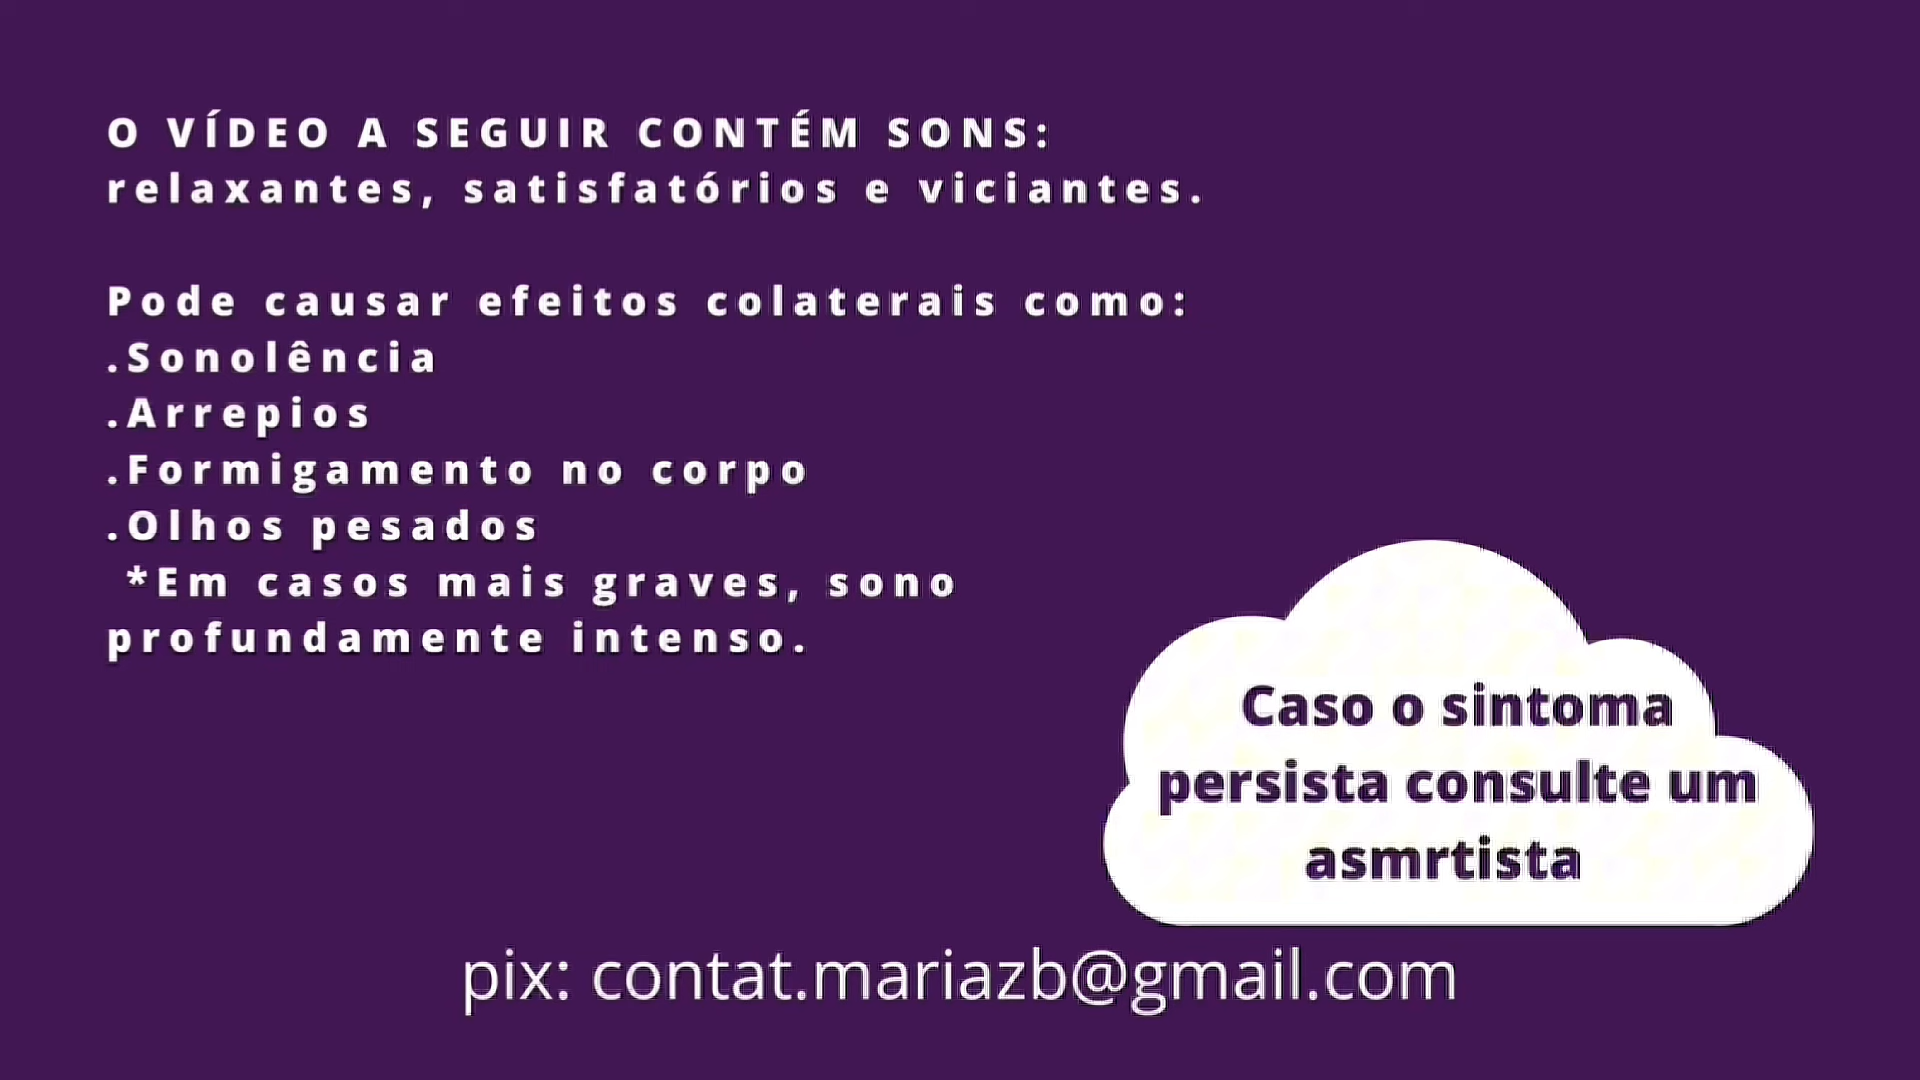 O VÍDEO A SEGUIR CONTÉM SONS:
relaxantes, satisfatórios e viciantes.
Pode causar efeitos colaterais como:
.Sonolência
.Arrepios
.Formigamento no corpo
.Olhos pesados
*Em casos mais graves, sono
profundamente intenso.
Caso o sintoma
persista consulte um
asmrtista
pix: contat.mariazb@gmail.com